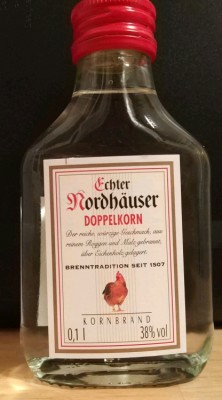 Echter
Nordhäuser
DOPPELKORN
Der reiche, würzige Geschmack, aus
reinem Roggen und Malz gebrannt,
über Eichenholz gelagert.
BRENNTRADITION SEIT 1507
KORNBRAND
0,1 l 38% vol